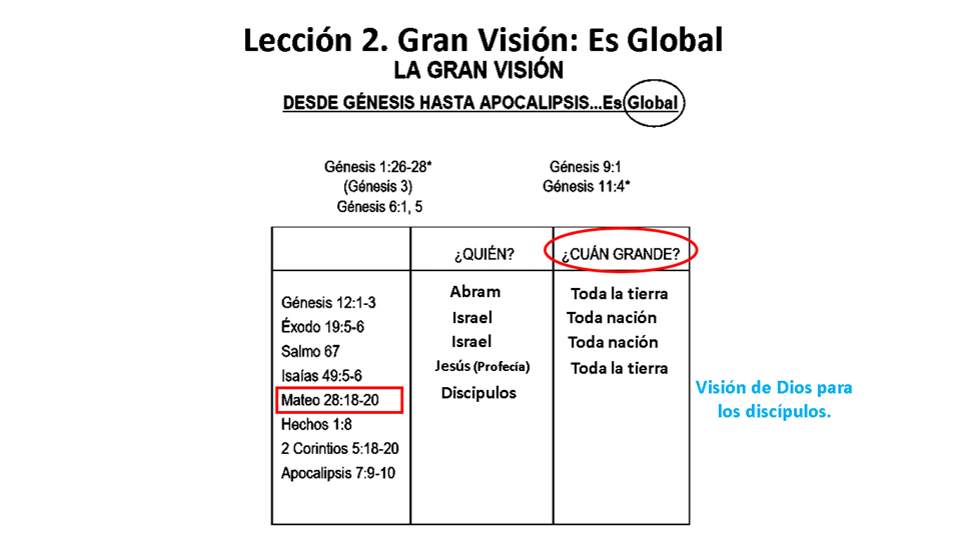 Lección 2. Gran Visión: Es Global
LA GRAN VISIÓN
DESDE GÉNESIS HASTA APOCALIPSIS...Es Global
Génesis 1:26-28*
(Génesis 3)
Génesis 6:1, 5
Génesis 9:1
Génesis 11:4*
¿QUIÉN? ¿CUÁN GRANDE?
Génesis 12:1-3 Abram Toda la tierra
Éxodo 19:5-6 Israel Toda nación
Salmo 67 Israel Toda nación
Isaías 49:5-6 Jesús (Profecía) Toda la tierra
Mateo 28:18-20 Discipulos
Hechos 1:8
2 Corintios 5:18-20
Apocalipsis 7:9-10
Visión de Dios para
los discípulos.